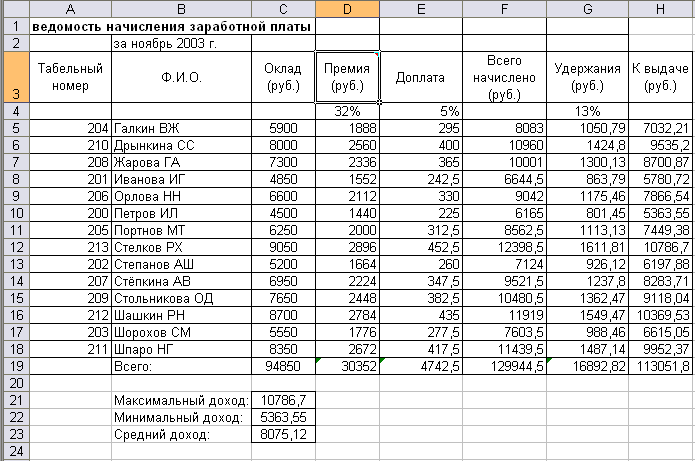 A B C D E F G H
1 ведомость начисления заработной платы
2 за ноябрь 2003 г.
3 Табельный номер Ф.И.О. Оклад (руб.) Премия (руб.) Доплата Всего начислено (руб.) Удержания (руб.) К выдаче (руб.)
4 32% 5% 13%
5 204 Галкин ВЖ 5900 1888 295 8083 1050,79 7032,21
6 210 Дрынкина СС 8000 2560 400 10960 1424,8 9535,2
7 208 Жарова ГА 7300 2336 365 10001 1300,13 8700,87
8 201 Иванова ИГ 4850 1552 242,5 6644,5 863,79 5780,72
9 206 Орлова НН 6600 2112 330 9042 1175,46 7866,54
10 200 Петров ИЛ 4500 1440 225 6165 801,45 5363,55
11 205 Портнов МТ 6250 2000 312,5 8562,5 1113,13 7449,38
12 213 Стелков РХ 9050 2896 452,5 12398,5 1611,81 10786,7
13 202 Степанов АШ 5200 1664 260 7124 926,12 6197,88
14 207 Стёпкина АВ 6950 2224 347,5 9521,5 1237,8 8283,71
15 209 Стольникова ОД 7650 2448 382,5 10480,5 1362,47 9118,04
16 212 Шашкин РН 8700 2784 435 11919 1549,47 10369,53
17 203 Шорохов СМ 5550 1776 277,5 7603,5 988,46 6615,05
18 211 Шпаро НГ 8350 2672 417,5 11439,5 1487,14 9952,37
19 Всего: 94850 30352 4742,5 129944,5 16892,82 113051,8
20
21 Максимальный доход: 10786,7
22 Минимальный доход: 5363,55
23 Средний доход: 8075,12
24